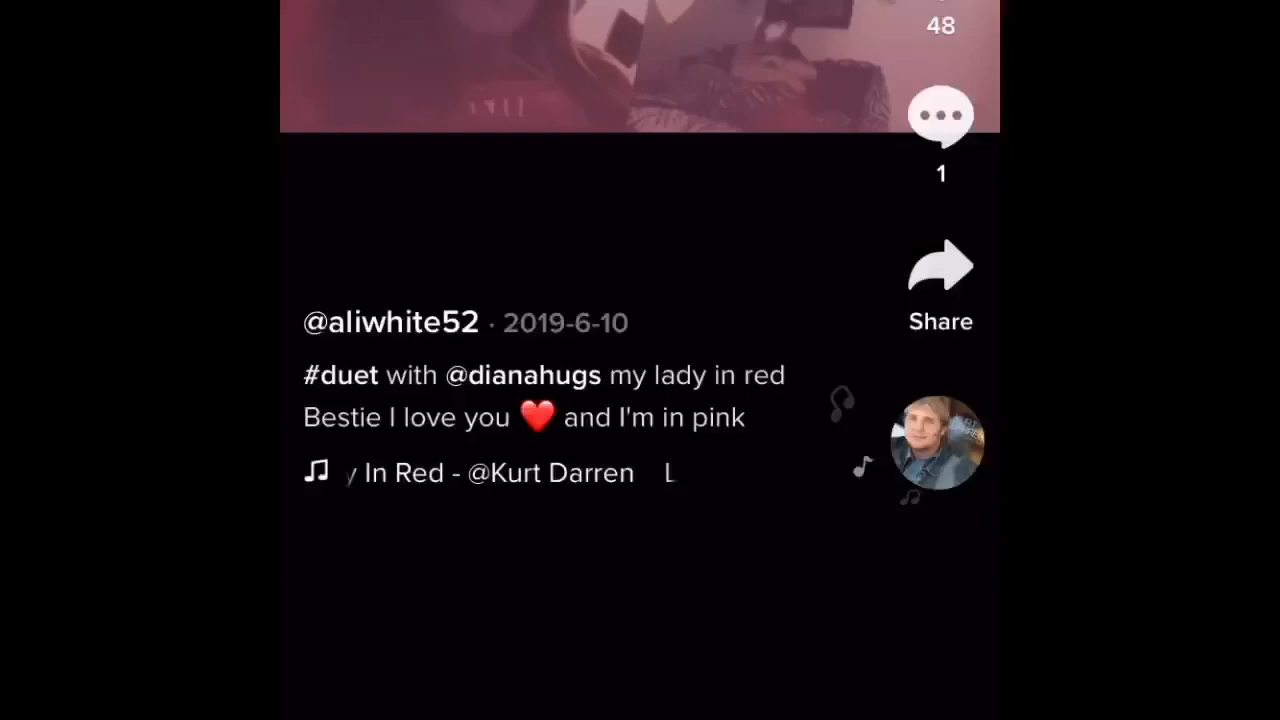 48
1
Share
@aliwhite52 · 2019-6-10
#duet with @dianahugs my lady in red
Bestie I love you ❤️ and I'm in pink
y In Red - @Kurt Darren L